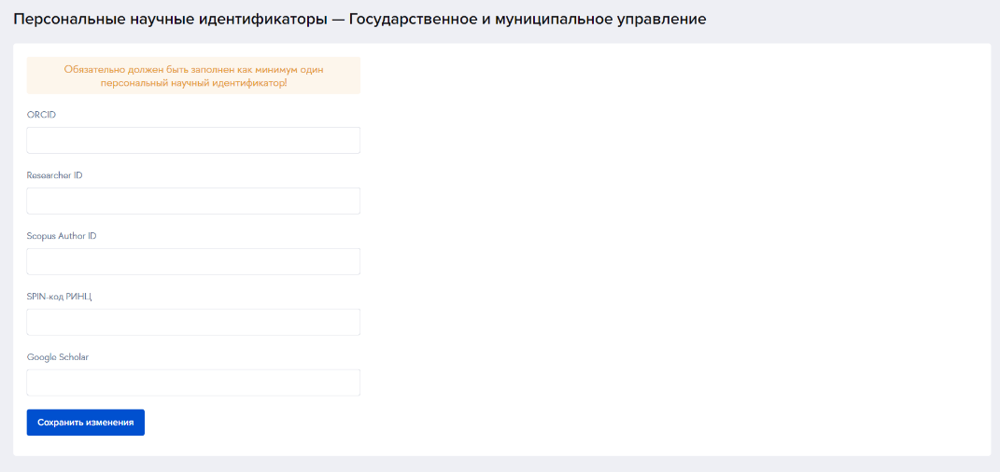 Персональные научные идентификаторы — Государственное и муниципальное управление
Обязательно должен быть заполнен как минимум один
персональный научный идентификатор!
ORCID
Researcher ID
Scopus Author ID
SPIN-код РИНЦ
Google Scholar
Сохранить изменения